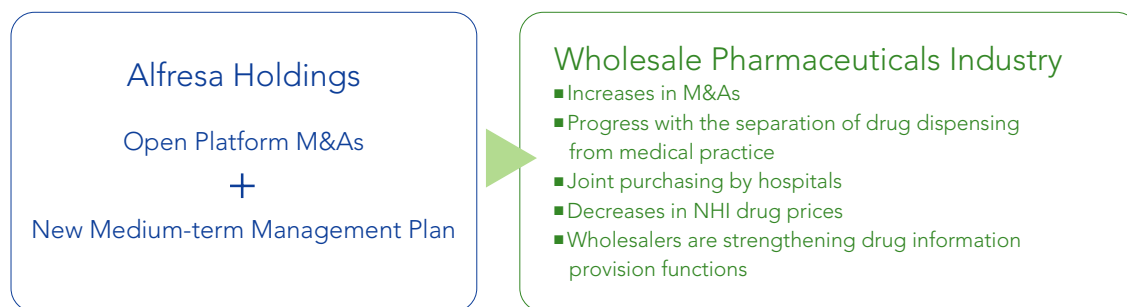 Alfresa Holdings
Open Platform M&As
+
New Medium-term Management Plan
Wholesale Pharmaceuticals Industry
■Increases in M&As
■Progress with the separation of drug dispensing
from medical practice
■Joint purchasing by hospitals
■Decreases in NHI drug prices
■Wholesalers are strengthening drug information
provision functions